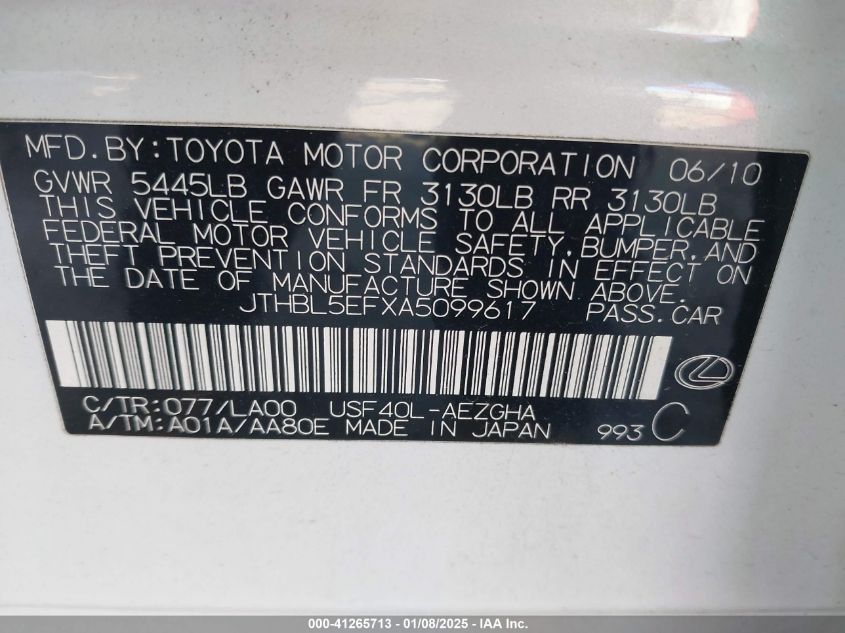 MFD.BY:TOYOTA MOTOR CORPORATION 06/10
GVWR 5445LB GAWR FR 3130LB RR 3130LB
THIS VEHICLE CONFORMS TO ALL APPLICABLE
FEDERAL MOTOR VEHICLE SAFETY,BUMPER,AND
THEFT PREVENTION STANDARDS IN EFFECT ON
THE DATE OF MANUFACTURE SHOWN ABOVE.
JTHBL5EFXA5099617 PASS.CAR
C/TR:077/LA00 USF40L-AEZGHA
A/TM:A01A/AA80E MADE IN JAPAN 993 C
000-41265713 - 01/08/2025 - IAA Inc.